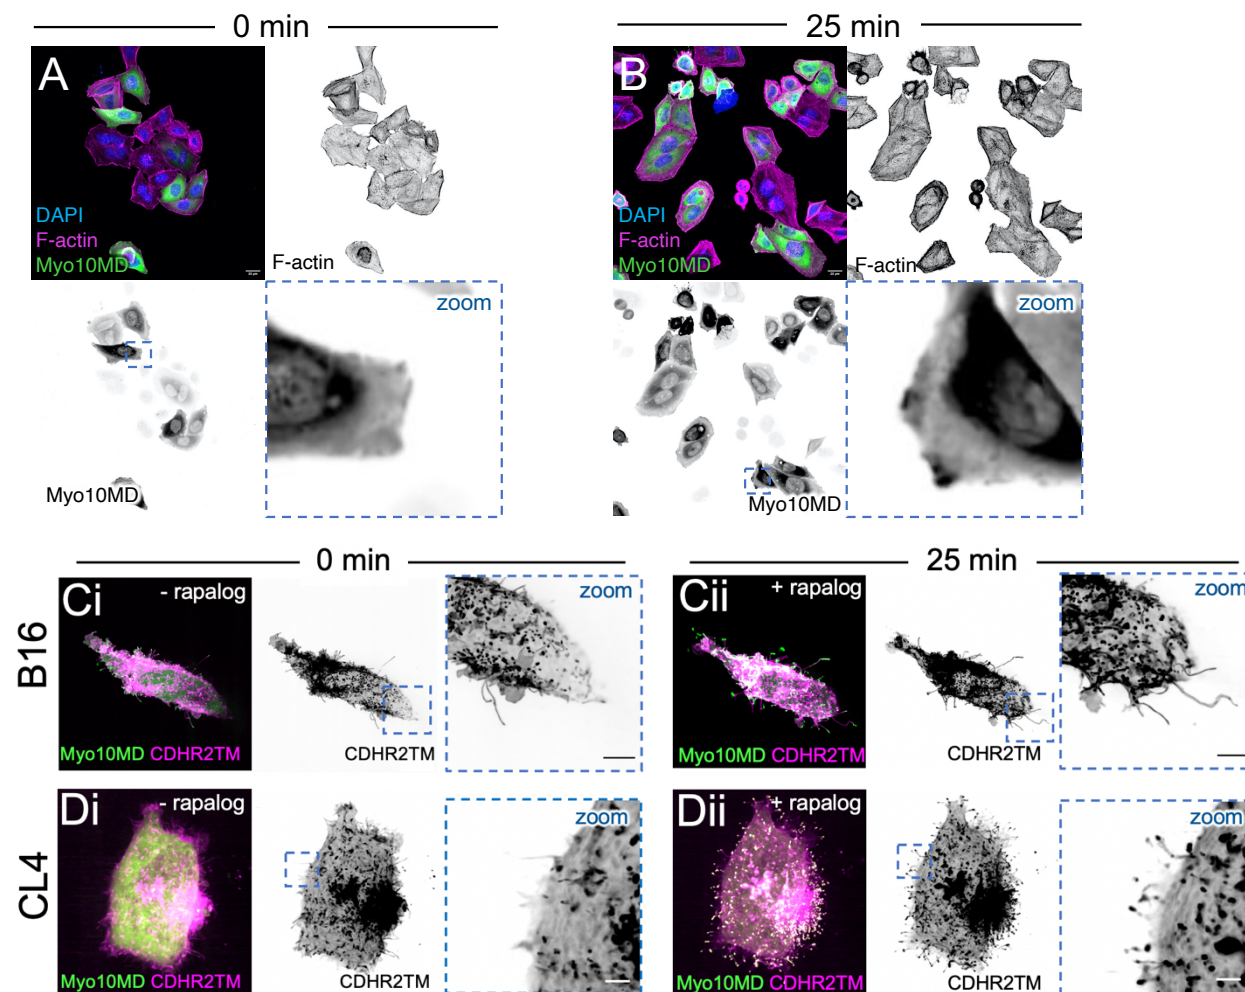 0 min
25 min
A
DAPI
F-actin
Myo10MD
F-actin
zoom
Myo10MD
B
DAPI
F-actin
Myo10MD
F-actin
zoom
Myo10MD
0 min
25 min
B16
Ci
- rapalog
Myo10MD CDHR2TM
CDHR2TM
zoom
Cii
+ rapalog
Myo10MD CDHR2TM
CDHR2TM
zoom
CL4
Di
- rapalog
Myo10MD CDHR2TM
CDHR2TM
zoom
Dii
+ rapalog
Myo10MD CDHR2TM
CDHR2TM
zoom